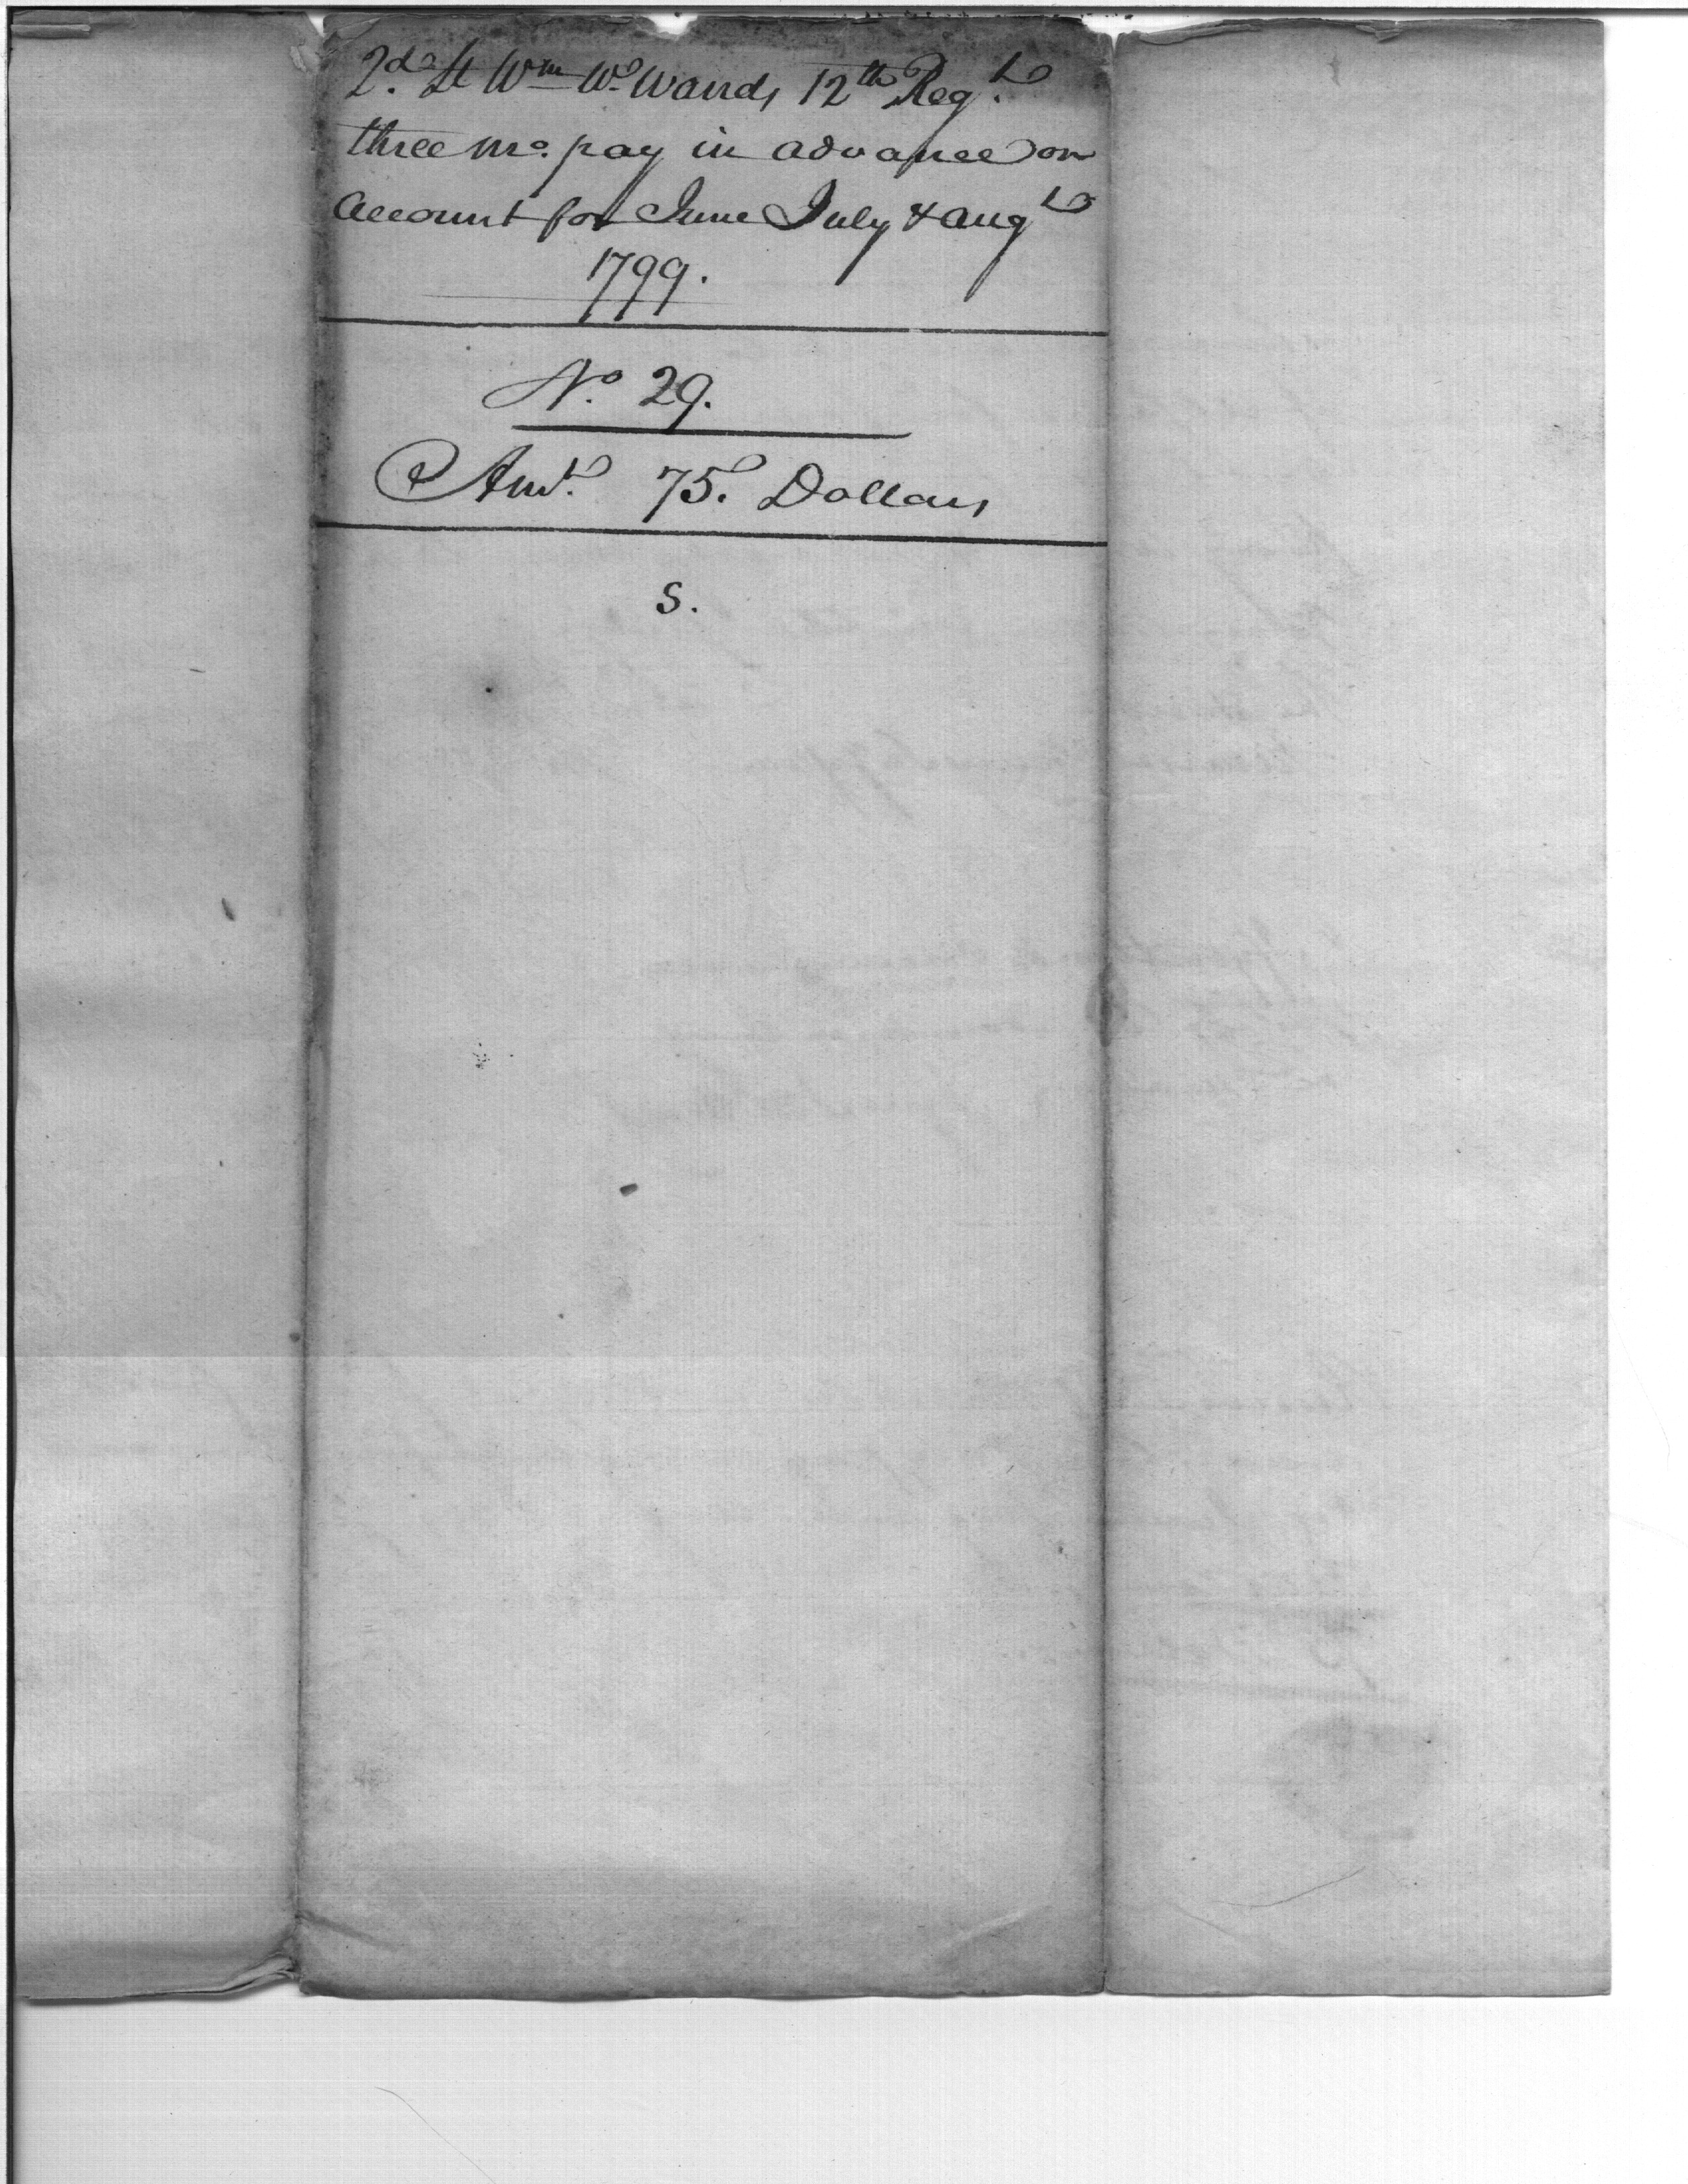 2d. Lt Wm W. Wands 12th Regt.
three mo. pay in advance on
account for June July & Augt
1799.
No. 29.
Amt. 75. Dollars
S.